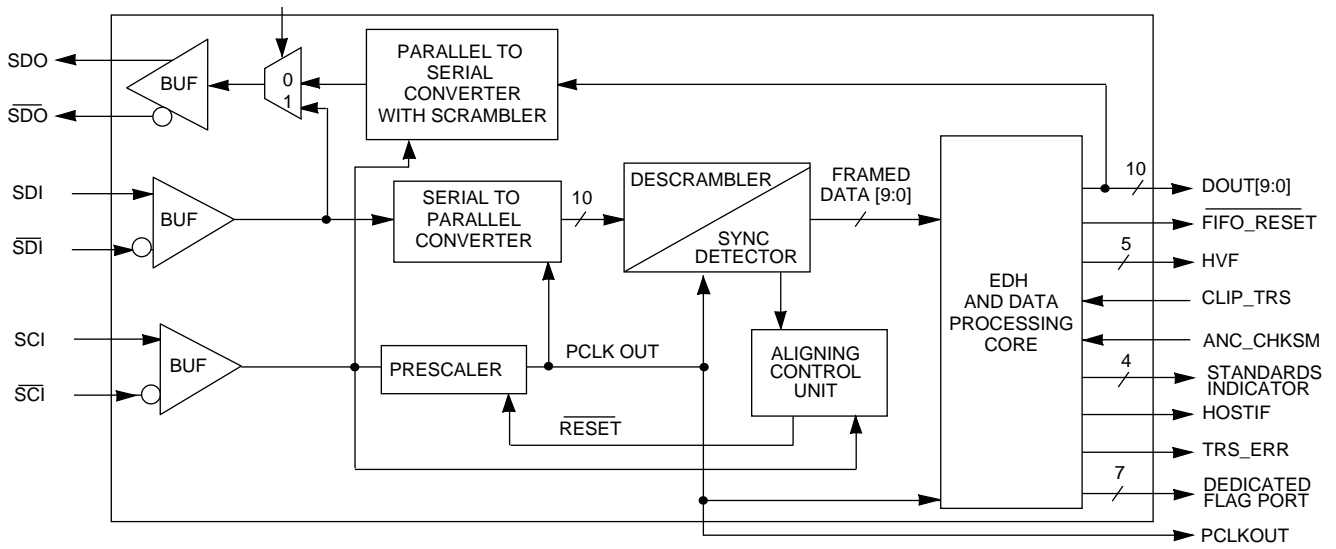 SDO
SDO
BUF
0
1
PARALLEL TO
SERIAL
CONVERTER
WITH SCRAMBLER
SDI
SDI
BUF
SERIAL TO
PARALLEL
CONVERTER
10
DESCRAMBLER
SYNC
DETECTOR
FRAMED
DATA [9:0]
SCI
SCI
BUF
PRESCALER
PCLK OUT
RESET
ALIGNING
CONTROL
UNIT
EDH
AND DATA
PROCESSING
CORE
10
DOUT[9:0]
FIFO_RESET
5
HVF
CLIP_TRS
ANC_CHKSM
4
STANDARDS
INDICATOR
HOSTIF
TRS_ERR
7
DEDICATED
FLAG PORT
PCLKOUT